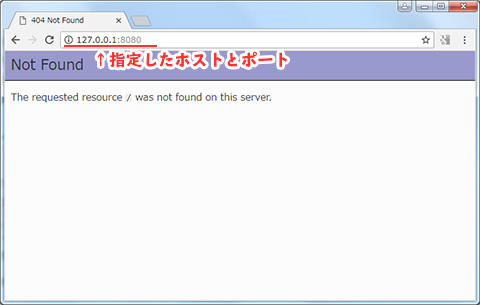 404 Not Found
127.0.0.1:8080
↑指定したホストとポート
Not Found
The requested resource / was not found on this server.